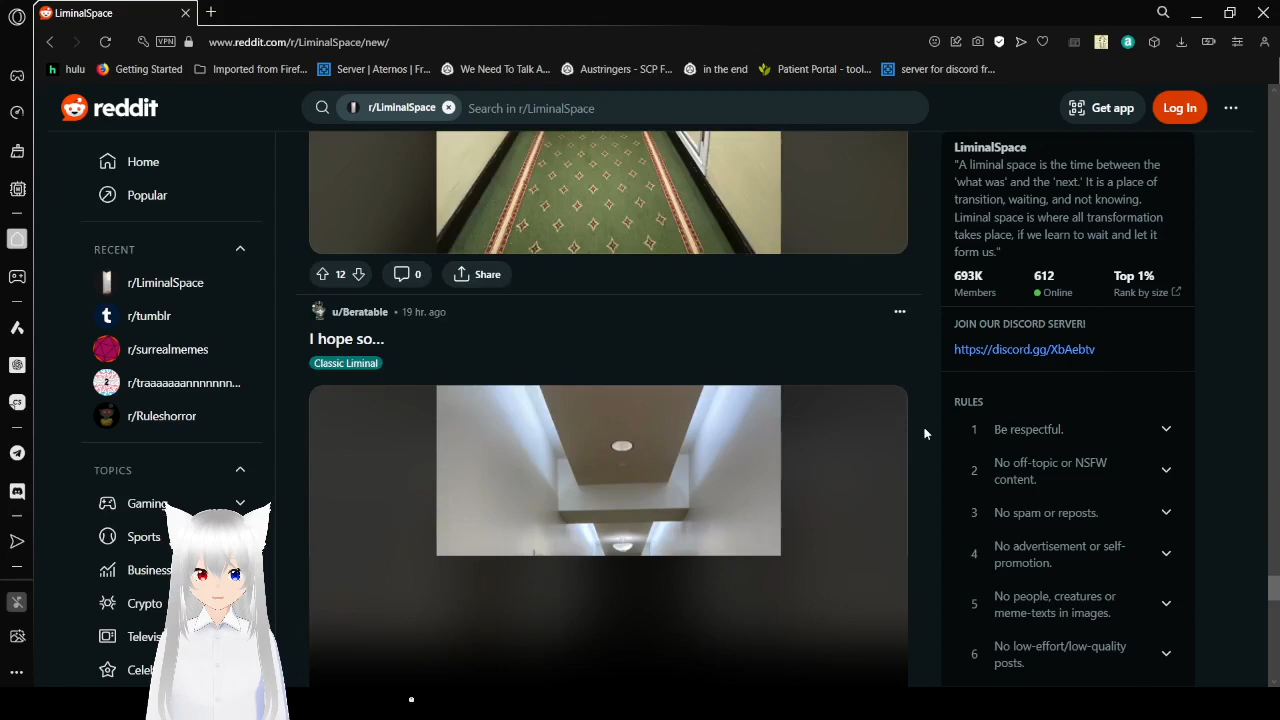 LiminalSpace
www.reddit.com/r/LiminalSpace/new/
VPN
hulu
Getting Started
Imported from Firef...
Server | Aternos | Fr...
We Need To Talk A...
Austringers - SCP F...
in the end
Patient Portal - tool...
server for discord fr...
reddit
r/LiminalSpace
Search in r/LiminalSpace
Get app
Log In
Home
Popular
RECENT
r/LiminalSpace
r/tumblr
r/surrealmemes
r/traaaaaaannnnnnn...
r/Ruleshorror
TOPICS
Gaming
Sports
Business
Crypto
Televis
Celeb
12
0
Share
u/Beratable • 19 hr. ago
I hope so...
Classic Liminal
LiminalSpace
"A liminal space is the time between the
'what was' and the 'next.' It is a place of
transition, waiting, and not knowing.
Liminal space is where all transformation
takes place, if we learn to wait and let it
form us."
693K
Members
612
Online
Top 1%
Rank by size
JOIN OUR DISCORD SERVER!
https://discord.gg/XbAebtv
RULES
1 Be respectful.
2 No off-topic or NSFW
content.
3 No spam or reposts.
4 No advertisement or self-
promotion.
5 No people, creatures or
meme-texts in images.
6 No low-effort/low-quality
posts.